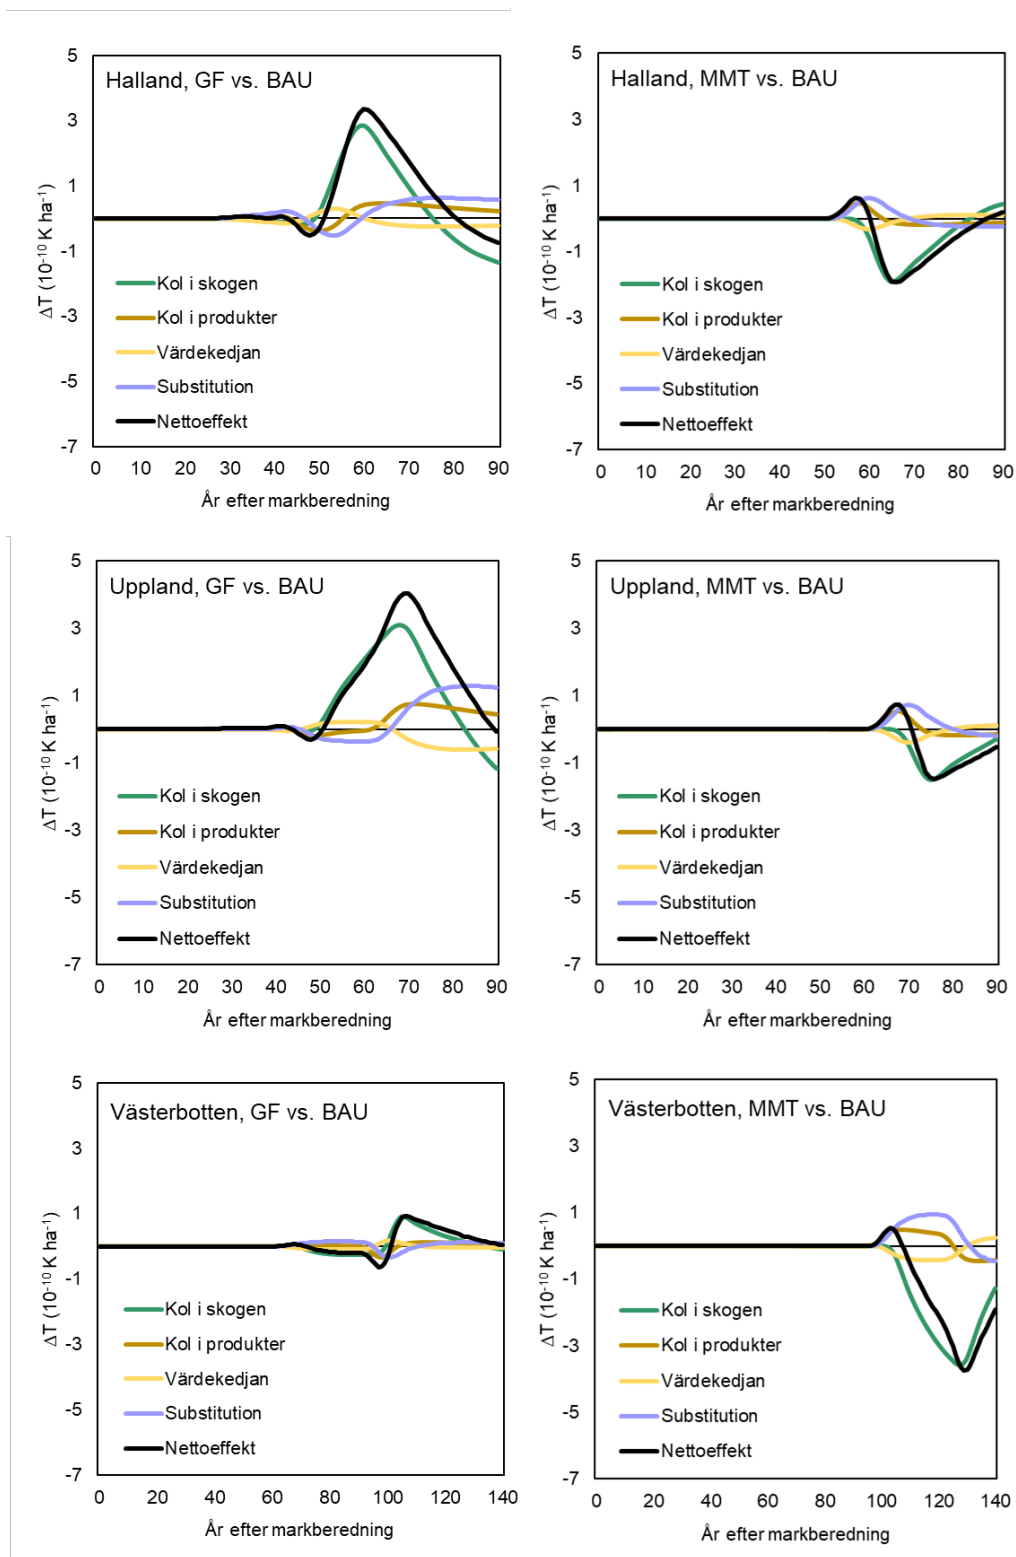 Halland, GF vs. BAU
5
3
1
-1
-3
-5
-7
ΔT (10⁻¹⁰ K ha⁻¹)
Kol i skogen
Kol i produkter
Värdekedjan
Substitution
Nettoeffekt
0 10 20 30 40 50 60 70 80 90
År efter markberedning
Halland, MMT vs. BAU
5
3
1
-1
-3
-5
-7
ΔT (10⁻¹⁰ K ha⁻¹)
Kol i skogen
Kol i produkter
Värdekedjan
Substitution
Nettoeffekt
0 10 20 30 40 50 60 70 80 90
År efter markberedning
Uppland, GF vs. BAU
5
3
1
-1
-3
-5
-7
ΔT (10⁻¹⁰ K ha⁻¹)
Kol i skogen
Kol i produkter
Värdekedjan
Substitution
Nettoeffekt
0 10 20 30 40 50 60 70 80 90
År efter markberedning
Uppland, MMT vs. BAU
5
3
1
-1
-3
-5
-7
ΔT (10⁻¹⁰ K ha⁻¹)
Kol i skogen
Kol i produkter
Värdekedjan
Substitution
Nettoeffekt
0 10 20 30 40 50 60 70 80 90
År efter markberedning
Västerbotten, GF vs. BAU
5
3
1
-1
-3
-5
-7
ΔT (10⁻¹⁰ K ha⁻¹)
Kol i skogen
Kol i produkter
Värdekedjan
Substitution
Nettoeffekt
0 20 40 60 80 100 120 140
År efter markberedning
Västerbotten, MMT vs. BAU
5
3
1
-1
-3
-5
-7
ΔT (10⁻¹⁰ K ha⁻¹)
Kol i skogen
Kol i produkter
Värdekedjan
Substitution
Nettoeffekt
0 20 40 60 80 100 120 140
År efter markberedning